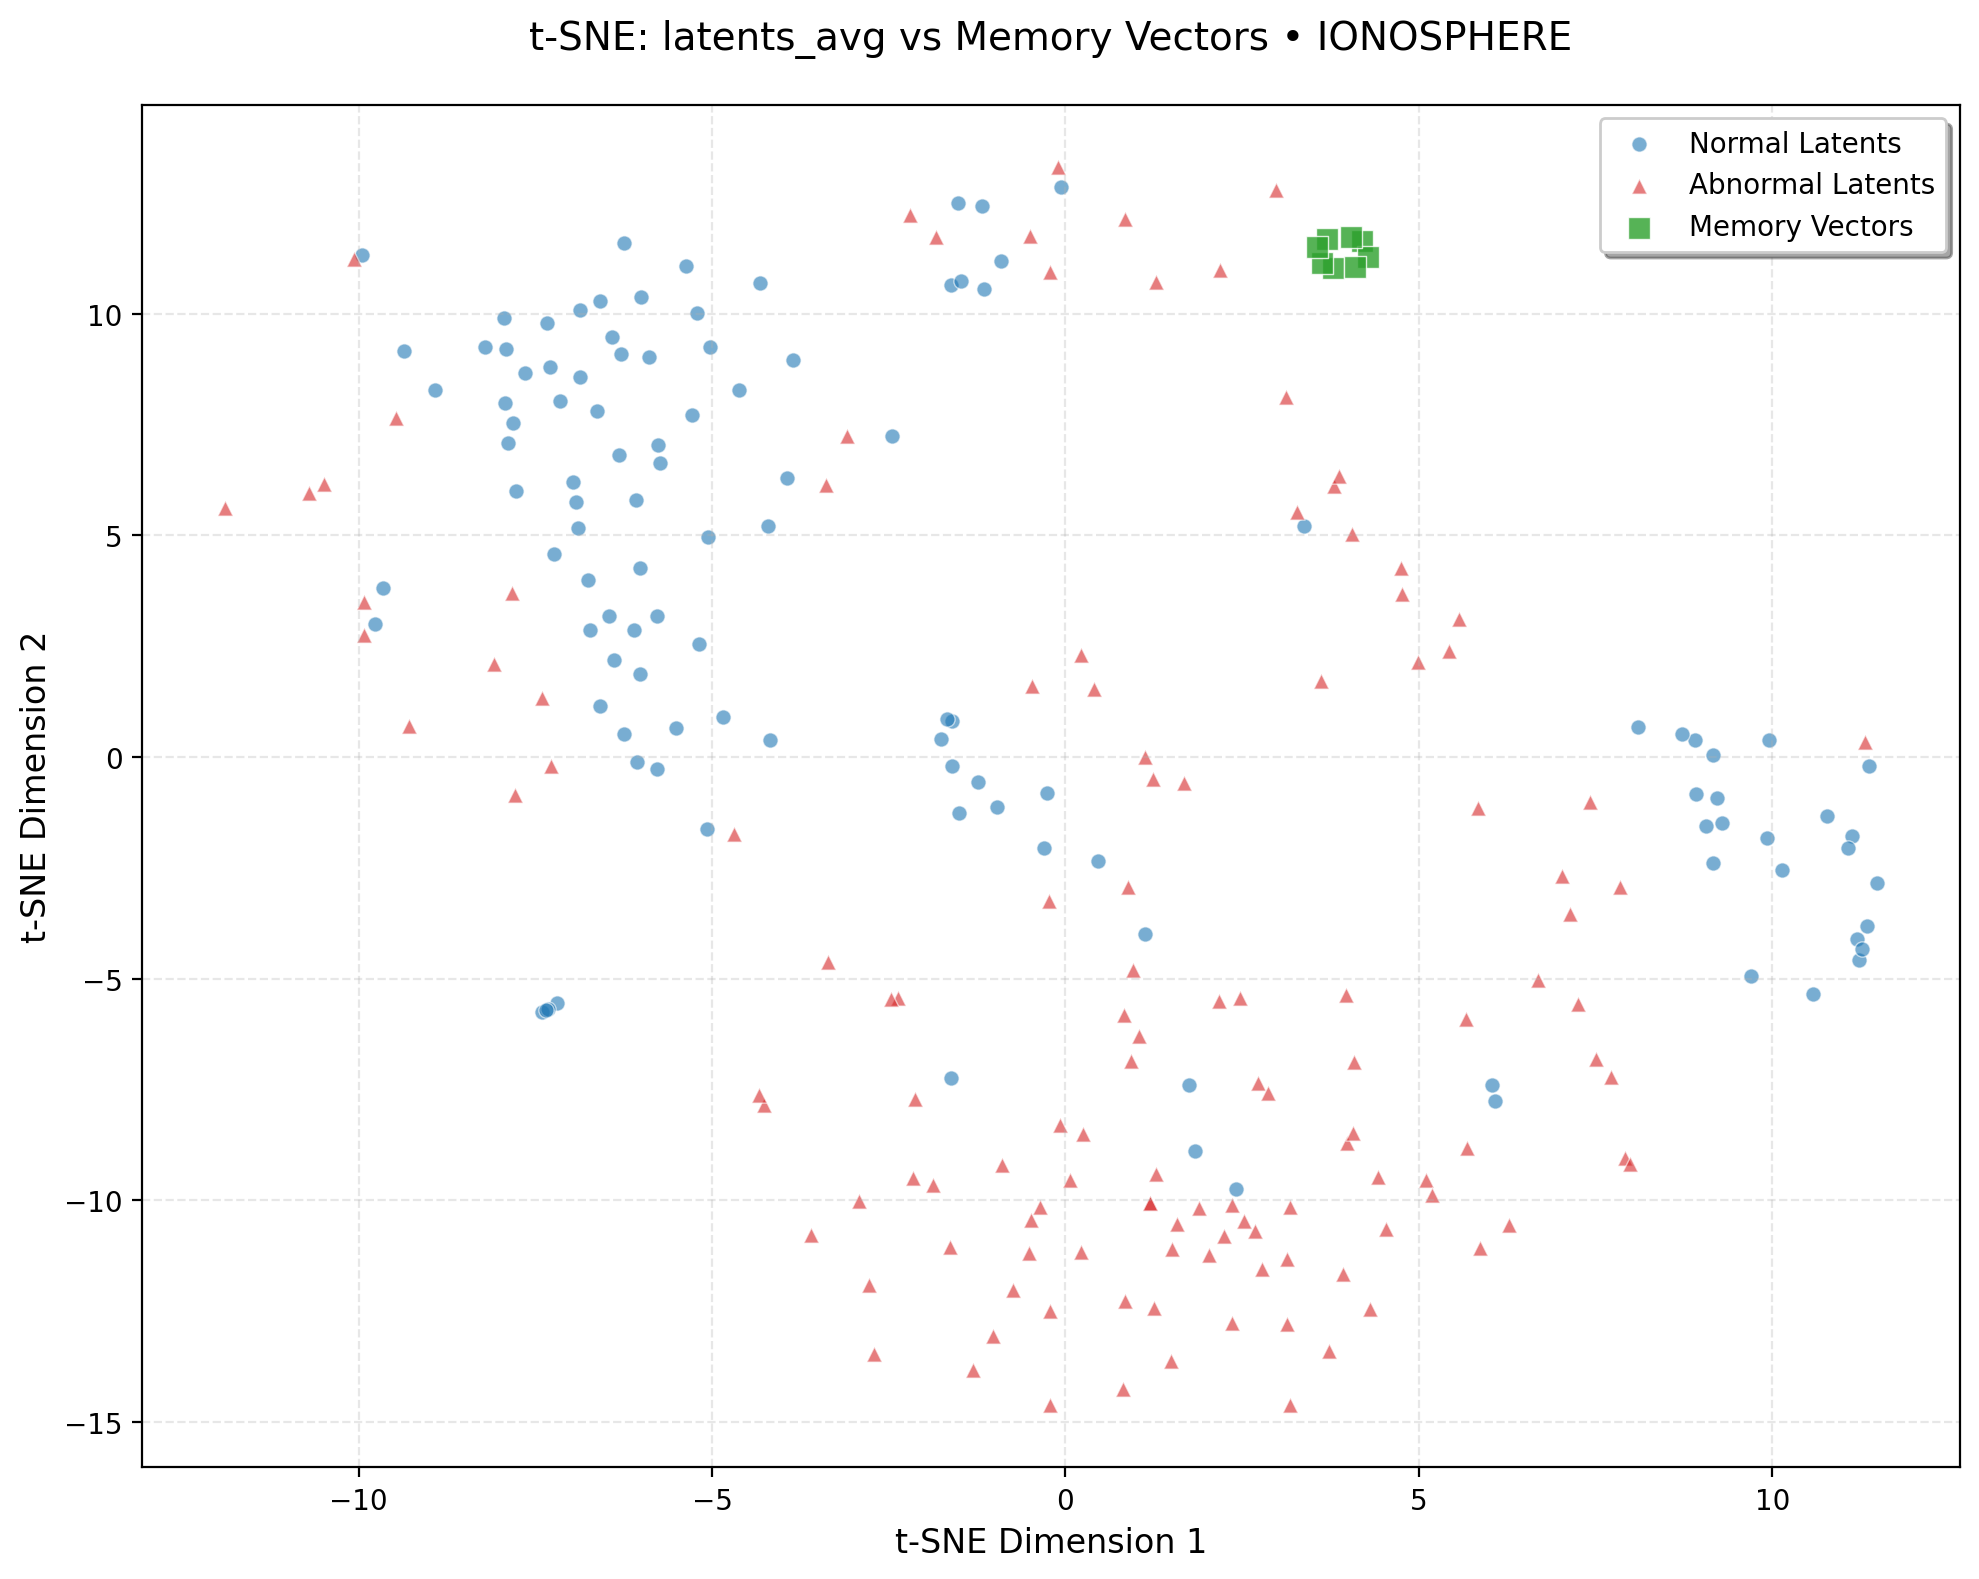 t-SNE: latents_avg vs Memory Vectors • IONOSPHERE
Normal Latents
Abnormal Latents
Memory Vectors
10
5
0
−5
−10
−15
t-SNE Dimension 2
−10
−5
0
5
10
t-SNE Dimension 1